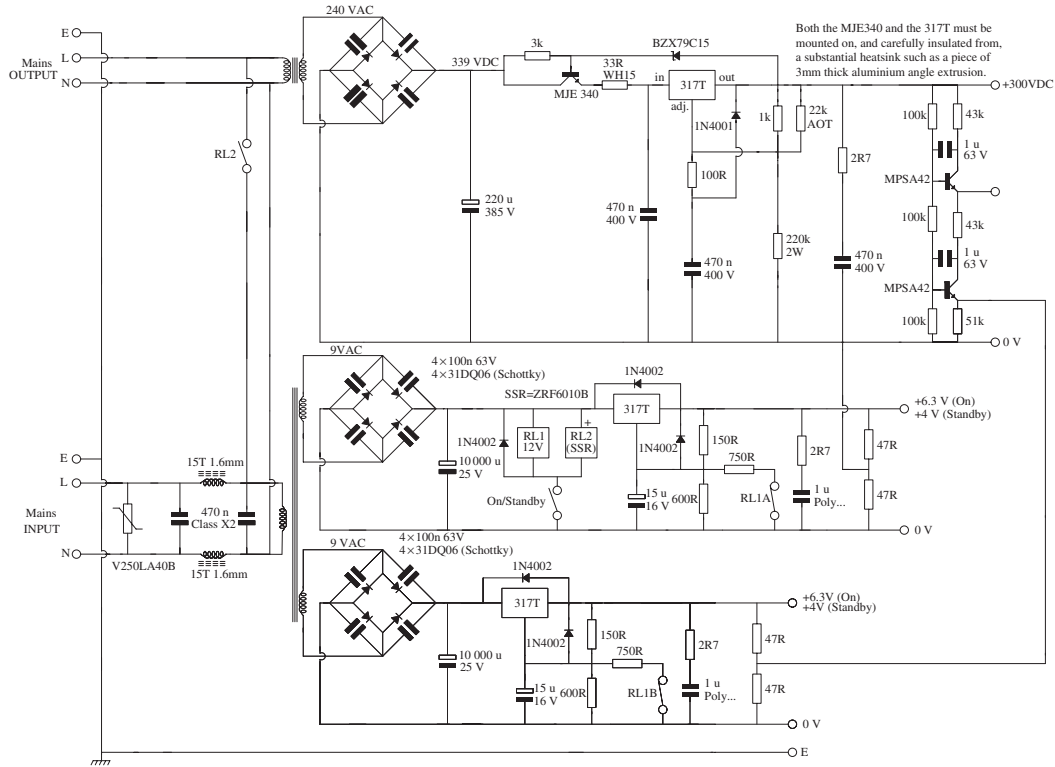 240 VAC
Both the MJE340 and the 317T must be
mounted on, and carefully insulated from,
a substantial heatsink such as a piece of
3mm thick aluminium angle extrusion.
E
L
Mains
OUTPUT
N
339 VDC
3k
BZX79C15
33R
WH15
MJE 340
in
317T
out
adj.
1N4001
1k
22k
AOT
+300VDC
100k
43k
1 u
63 V
RL2
100R
2R7
MPSA42
220 u
385 V
470 n
400 V
470 n
400 V
220k
2W
470 n
400 V
100k
43k
1 u
63 V
MPSA42
100k
51k
0 V
9VAC
4×100n 63V
4×31DQ06 (Schottky)
SSR=ZRF6010B
1N4002
317T
+6.3 V (On)
+4 V (Standby)
1N4002
RL1
12V
+
RL2
(SSR)
1N4002
150R
750R
2R7
47R
10 000 u
25 V
On/Standby
15 u
16 V
600R
RL1A
1 u
Poly...
47R
0 V
E
L
Mains
INPUT
N
15T 1.6mm
470 n
Class X2
V250LA40B
15T 1.6mm
9 VAC
4×100n 63V
4×31DQ06 (Schottky)
1N4002
317T
+6.3V (On)
+4V (Standby)
1N4002
150R
750R
2R7
47R
10 000 u
25 V
15 u
16 V
600R
RL1B
1 u
Poly...
47R
0 V
E